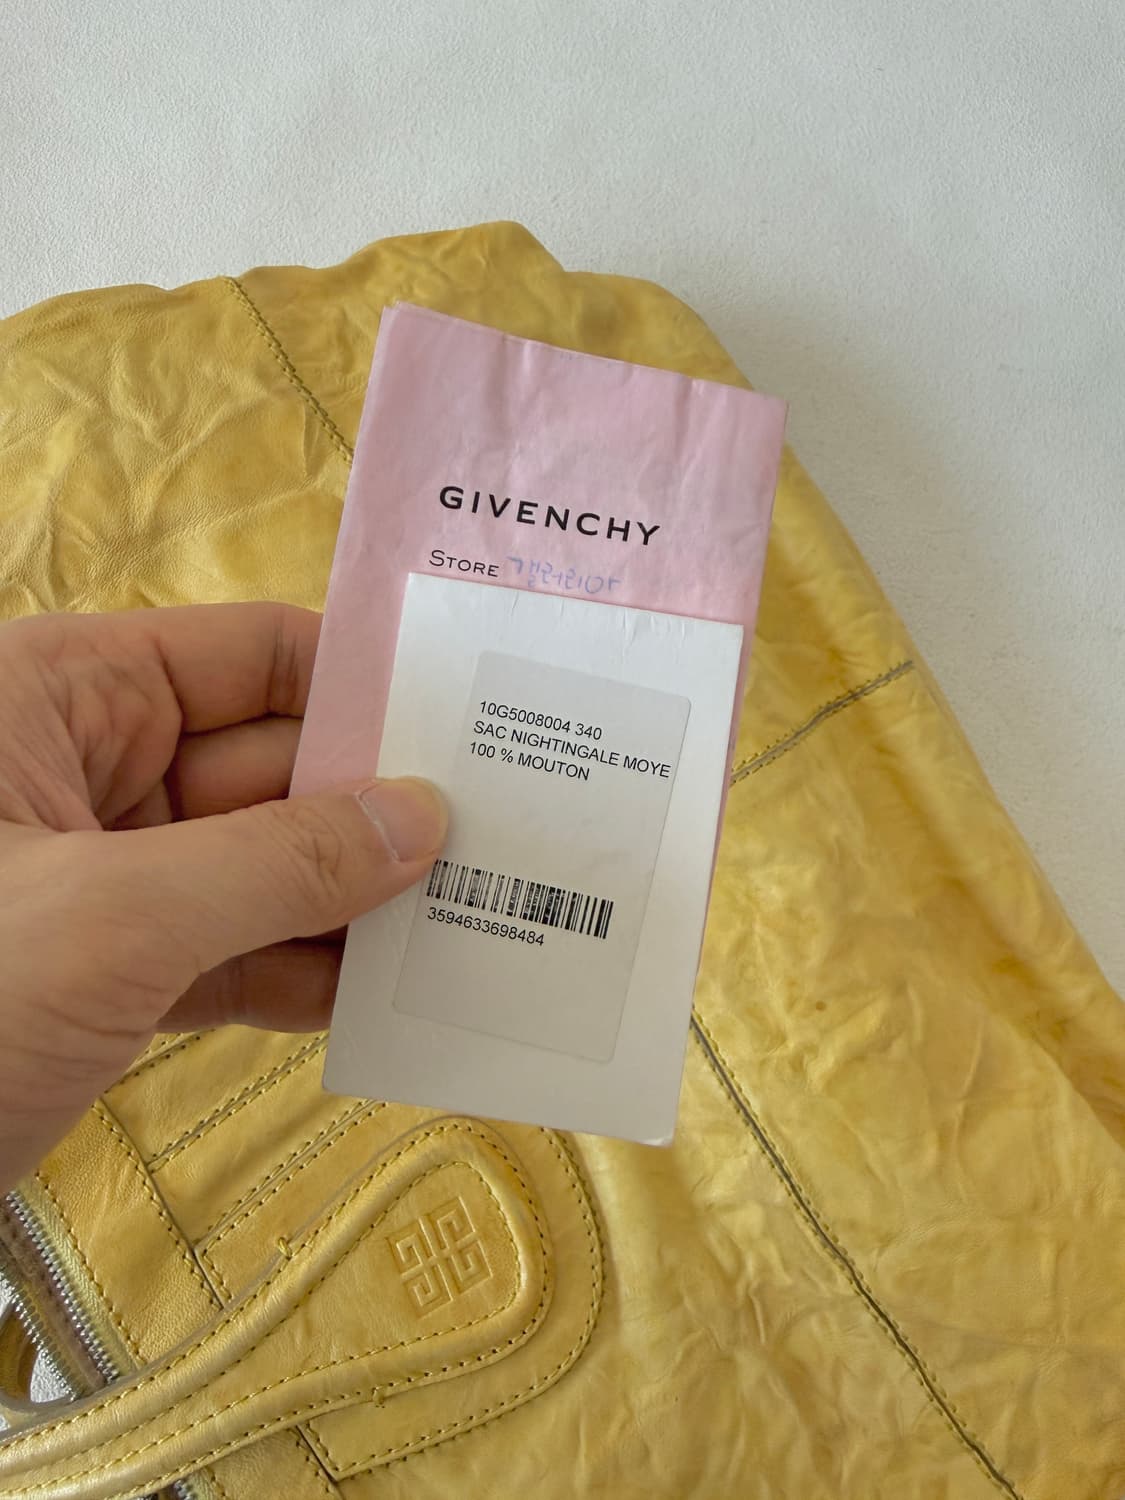 GIVENCHY
STORE 갤러리아
10G5008004 340
SAC NIGHTINGALE MOYE
100 % MOUTON
3594633698484